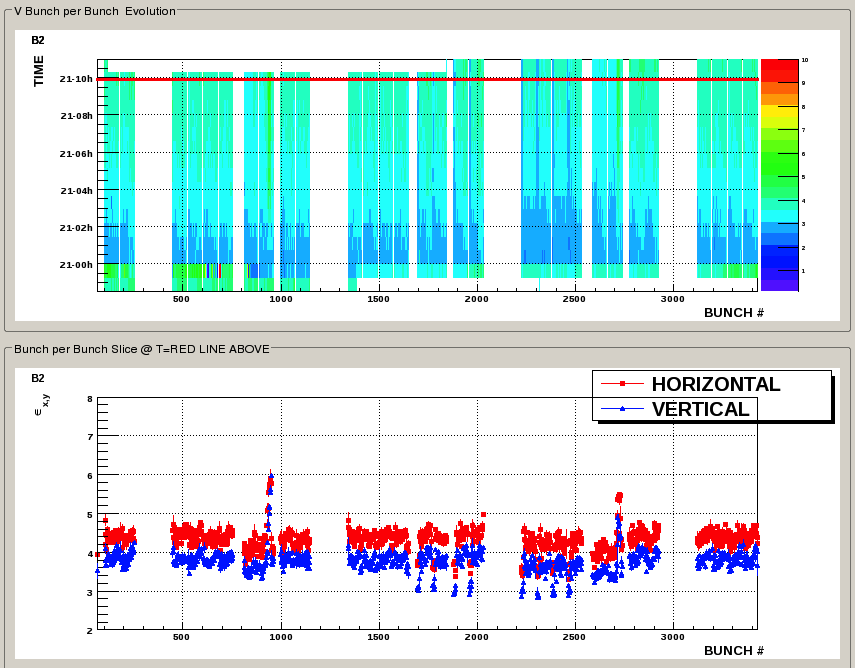 V Bunch per Bunch Evolution
B2
TIME
21-10h
21-08h
21-06h
21-04h
21-02h
21-00h
500 1000 1500 2000 2500 3000
BUNCH #
10
9
8
7
6
5
4
3
2
1
Bunch per Bunch Slice @ T=RED LINE ABOVE
B2
HORIZONTAL
VERTICAL
ϵ x,y
8
7
6
5
4
3
2
500 1000 1500 2000 2500 3000
BUNCH #